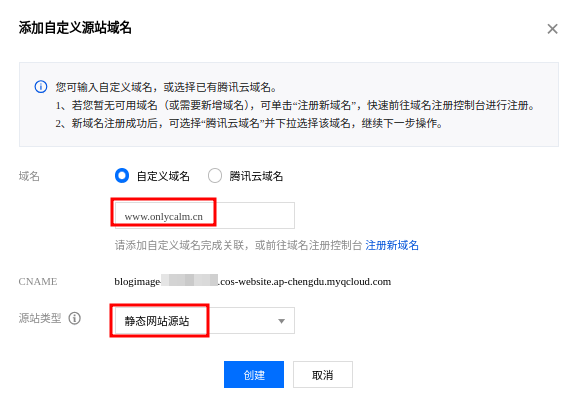 添加自定义源站域名
您可输入自定义域名，或选择已有腾讯云域名。
1、若您暂无可用域名（或需要新增域名），可单击“注册新域名”，快速前往域名注册控制台进行注册。
2、新域名注册成功后，可选择“腾讯云域名”并下拉选择该域名，继续下一步操作。
域名 自定义域名 腾讯云域名
www.onlycalm.cn
请添加自定义域名完成关联，或前往域名注册控制台 注册新域名
CNAME blogimage- .cos-website.ap-chengdu.myqcloud.com
源站类型 静态网站源站
创建 取消